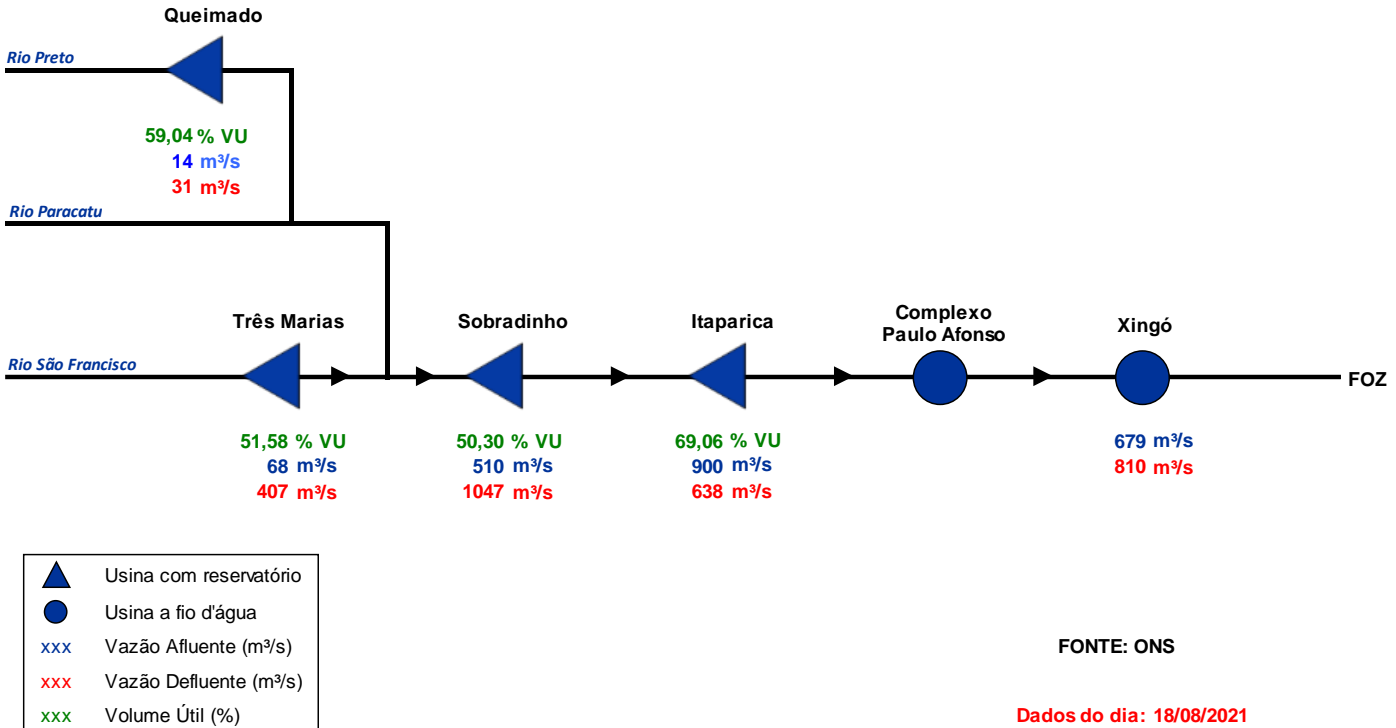 Queimado
Rio Preto
59,04 % VU
14 m³/s
31 m³/s
Rio Paracatu
Três Marias
Sobradinho
Itaparica
Complexo
Paulo Afonso
Xingó
Rio São Francisco
FOZ
51,58 % VU
68 m³/s
407 m³/s
50,30 % VU
510 m³/s
1047 m³/s
69,06 % VU
900 m³/s
638 m³/s
679 m³/s
810 m³/s
Usina com reservatório
Usina a fio d'água
xxx Vazão Afluente (m³/s)
xxx Vazão Defluente (m³/s)
xxx Volume Útil (%)
FONTE: ONS
Dados do dia: 18/08/2021